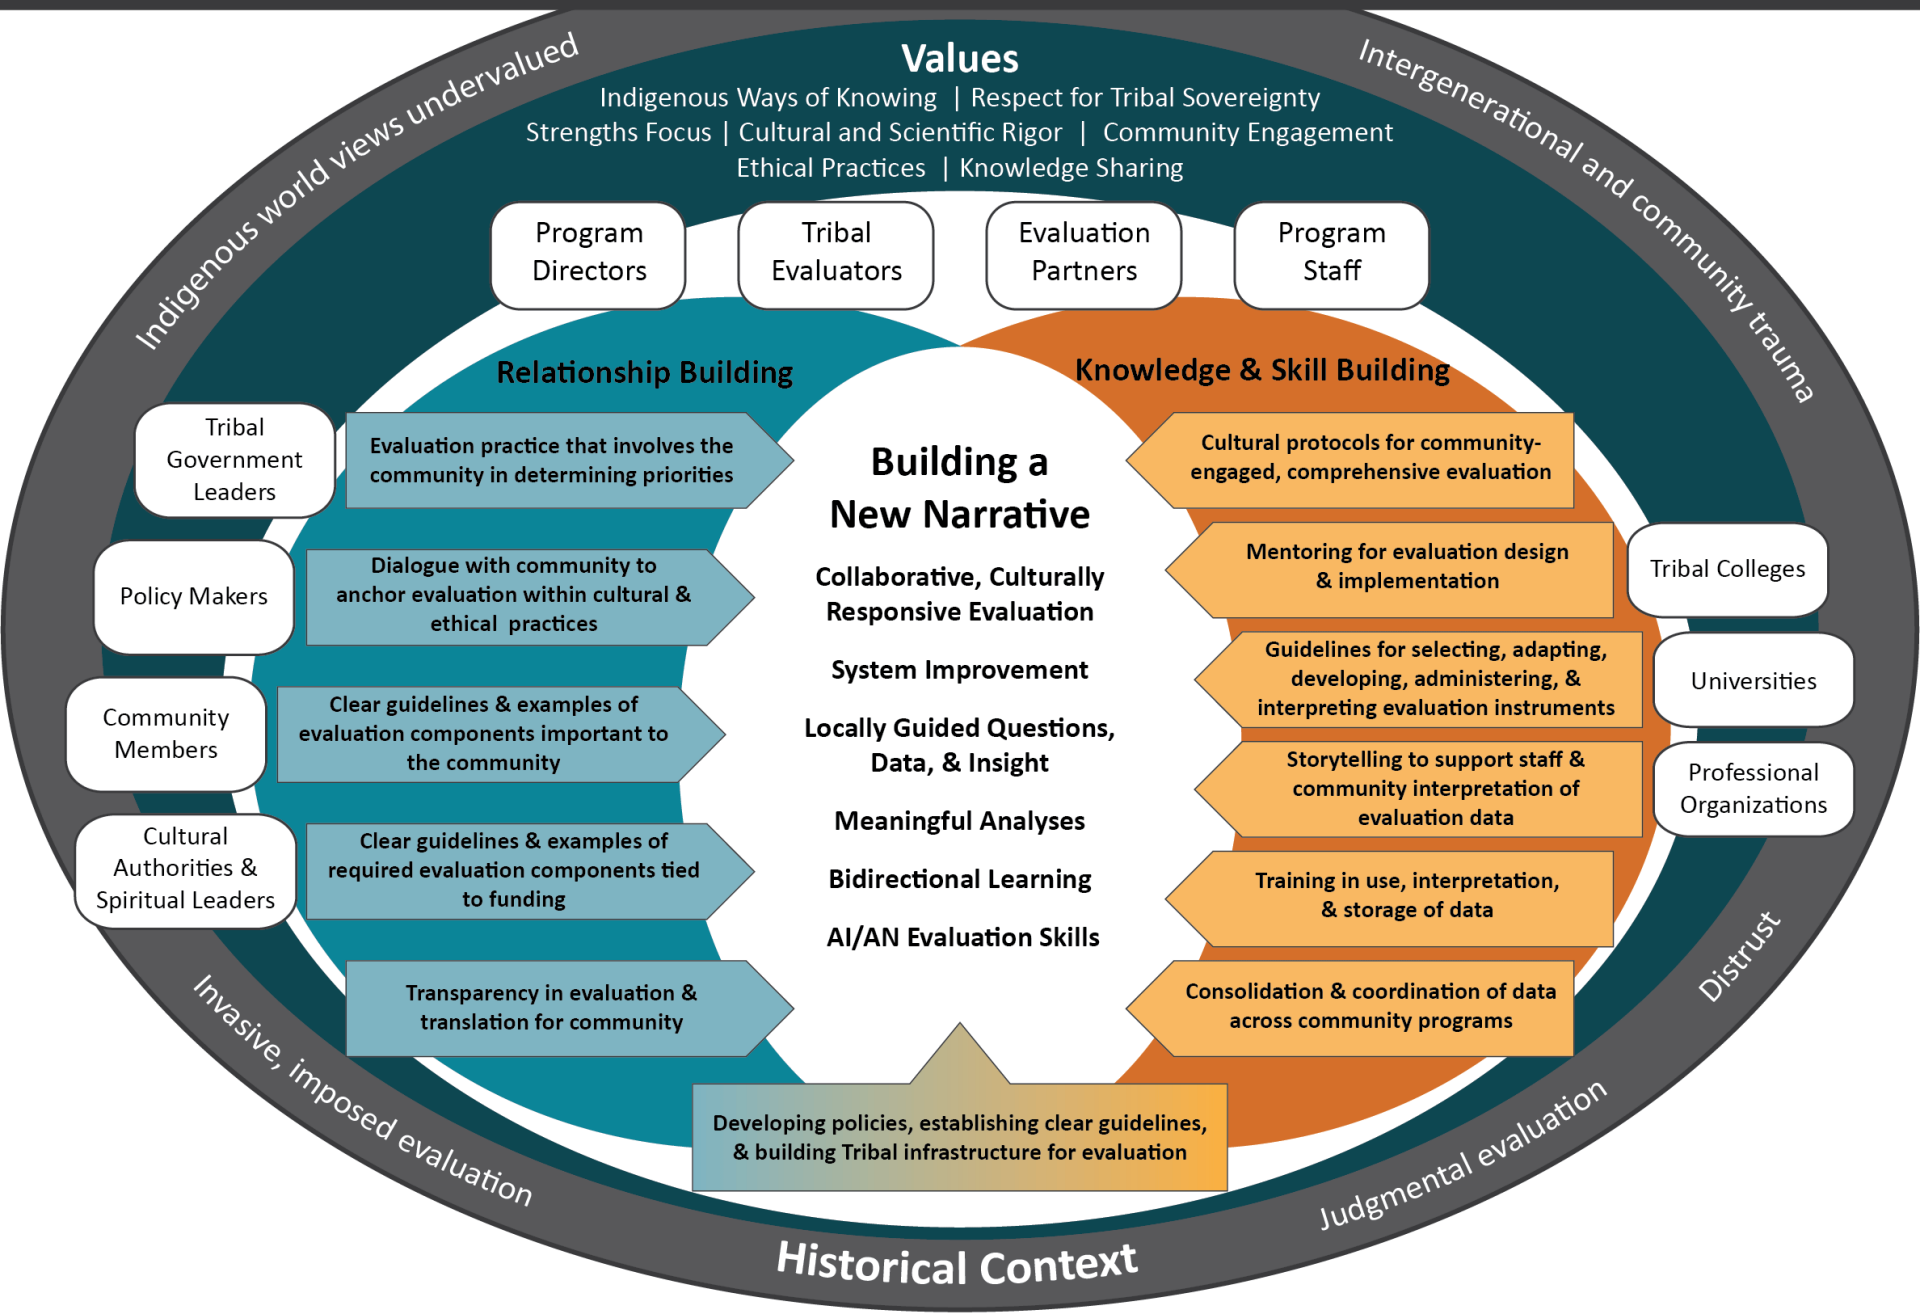 Values
Indigenous Ways of Knowing | Respect for Tribal Sovereignty
Strengths Focus | Cultural and Scientific Rigor | Community Engagement
Ethical Practices | Knowledge Sharing
Indigenous world views undervalued
Intergenerational and community trauma
Program
Directors
Tribal
Evaluators
Evaluation
Partners
Program
Staff
Relationship Building
Knowledge & Skill Building
Tribal
Government
Leaders
Policy Makers
Community
Members
Cultural
Authorities &
Spiritual Leaders
Evaluation practice that involves the
community in determining priorities
Dialogue with community to
anchor evaluation within cultural &
ethical practices
Clear guidelines & examples of
evaluation components important to
the community
Clear guidelines & examples of
required evaluation components tied
to funding
Transparency in evaluation &
translation for community
Building a
New Narrative
Collaborative, Culturally
Responsive Evaluation
System Improvement
Locally Guided Questions,
Data, & Insight
Meaningful Analyses
Bidirectional Learning
AI/AN Evaluation Skills
Cultural protocols for community-
engaged, comprehensive evaluation
Mentoring for evaluation design
& implementation
Guidelines for selecting, adapting,
developing, administering, &
interpreting evaluation instruments
Storytelling to support staff &
community interpretation of
evaluation data
Training in use, interpretation,
& storage of data
Consolidation & coordination of data
across community programs
Tribal Colleges
Universities
Professional
Organizations
Developing policies, establishing clear guidelines,
& building Tribal infrastructure for evaluation
Invasive, imposed evaluation
Distrust
Judgmental evaluation
Historical Context